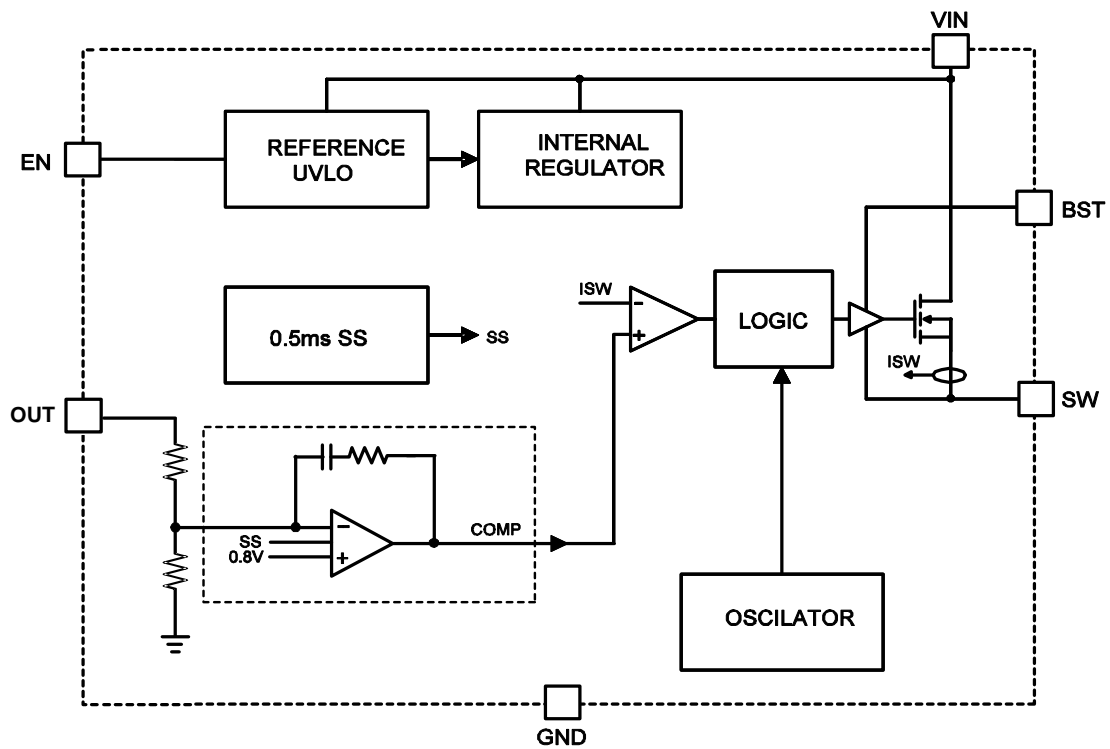 VIN
EN
REFERENCE
UVLO
INTERNAL
REGULATOR
BST
0.5ms SS
SS
ISW
−
+
LOGIC
ISW
SW
OUT
−
SS
0.8V
+
COMP
OSCILATOR
GND